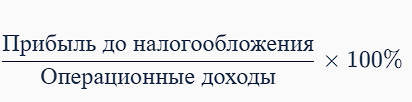 Прибыль до налогообложения
Операционные доходы
× 100%